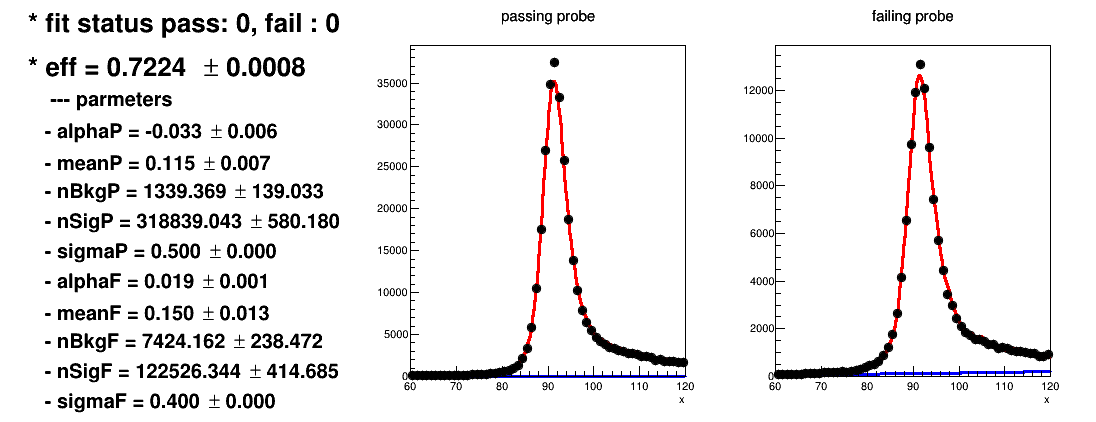 * fit status pass: 0, fail : 0
* eff = 0.7224 ± 0.0008
--- parmeters
- alphaP = -0.033 ± 0.006
- meanP = 0.115 ± 0.007
- nBkgP = 1339.369 ± 139.033
- nSigP = 318839.043 ± 580.180
- sigmaP = 0.500 ± 0.000
- alphaF = 0.019 ± 0.001
- meanF = 0.150 ± 0.013
- nBkgF = 7424.162 ± 238.472
- nSigF = 122526.344 ± 414.685
- sigmaF = 0.400 ± 0.000
passing probe
35000
30000
25000
20000
15000
10000
5000
0
60 70 80 90 100 110 120
x
failing probe
12000
10000
8000
6000
4000
2000
0
60 70 80 90 100 110 120
x